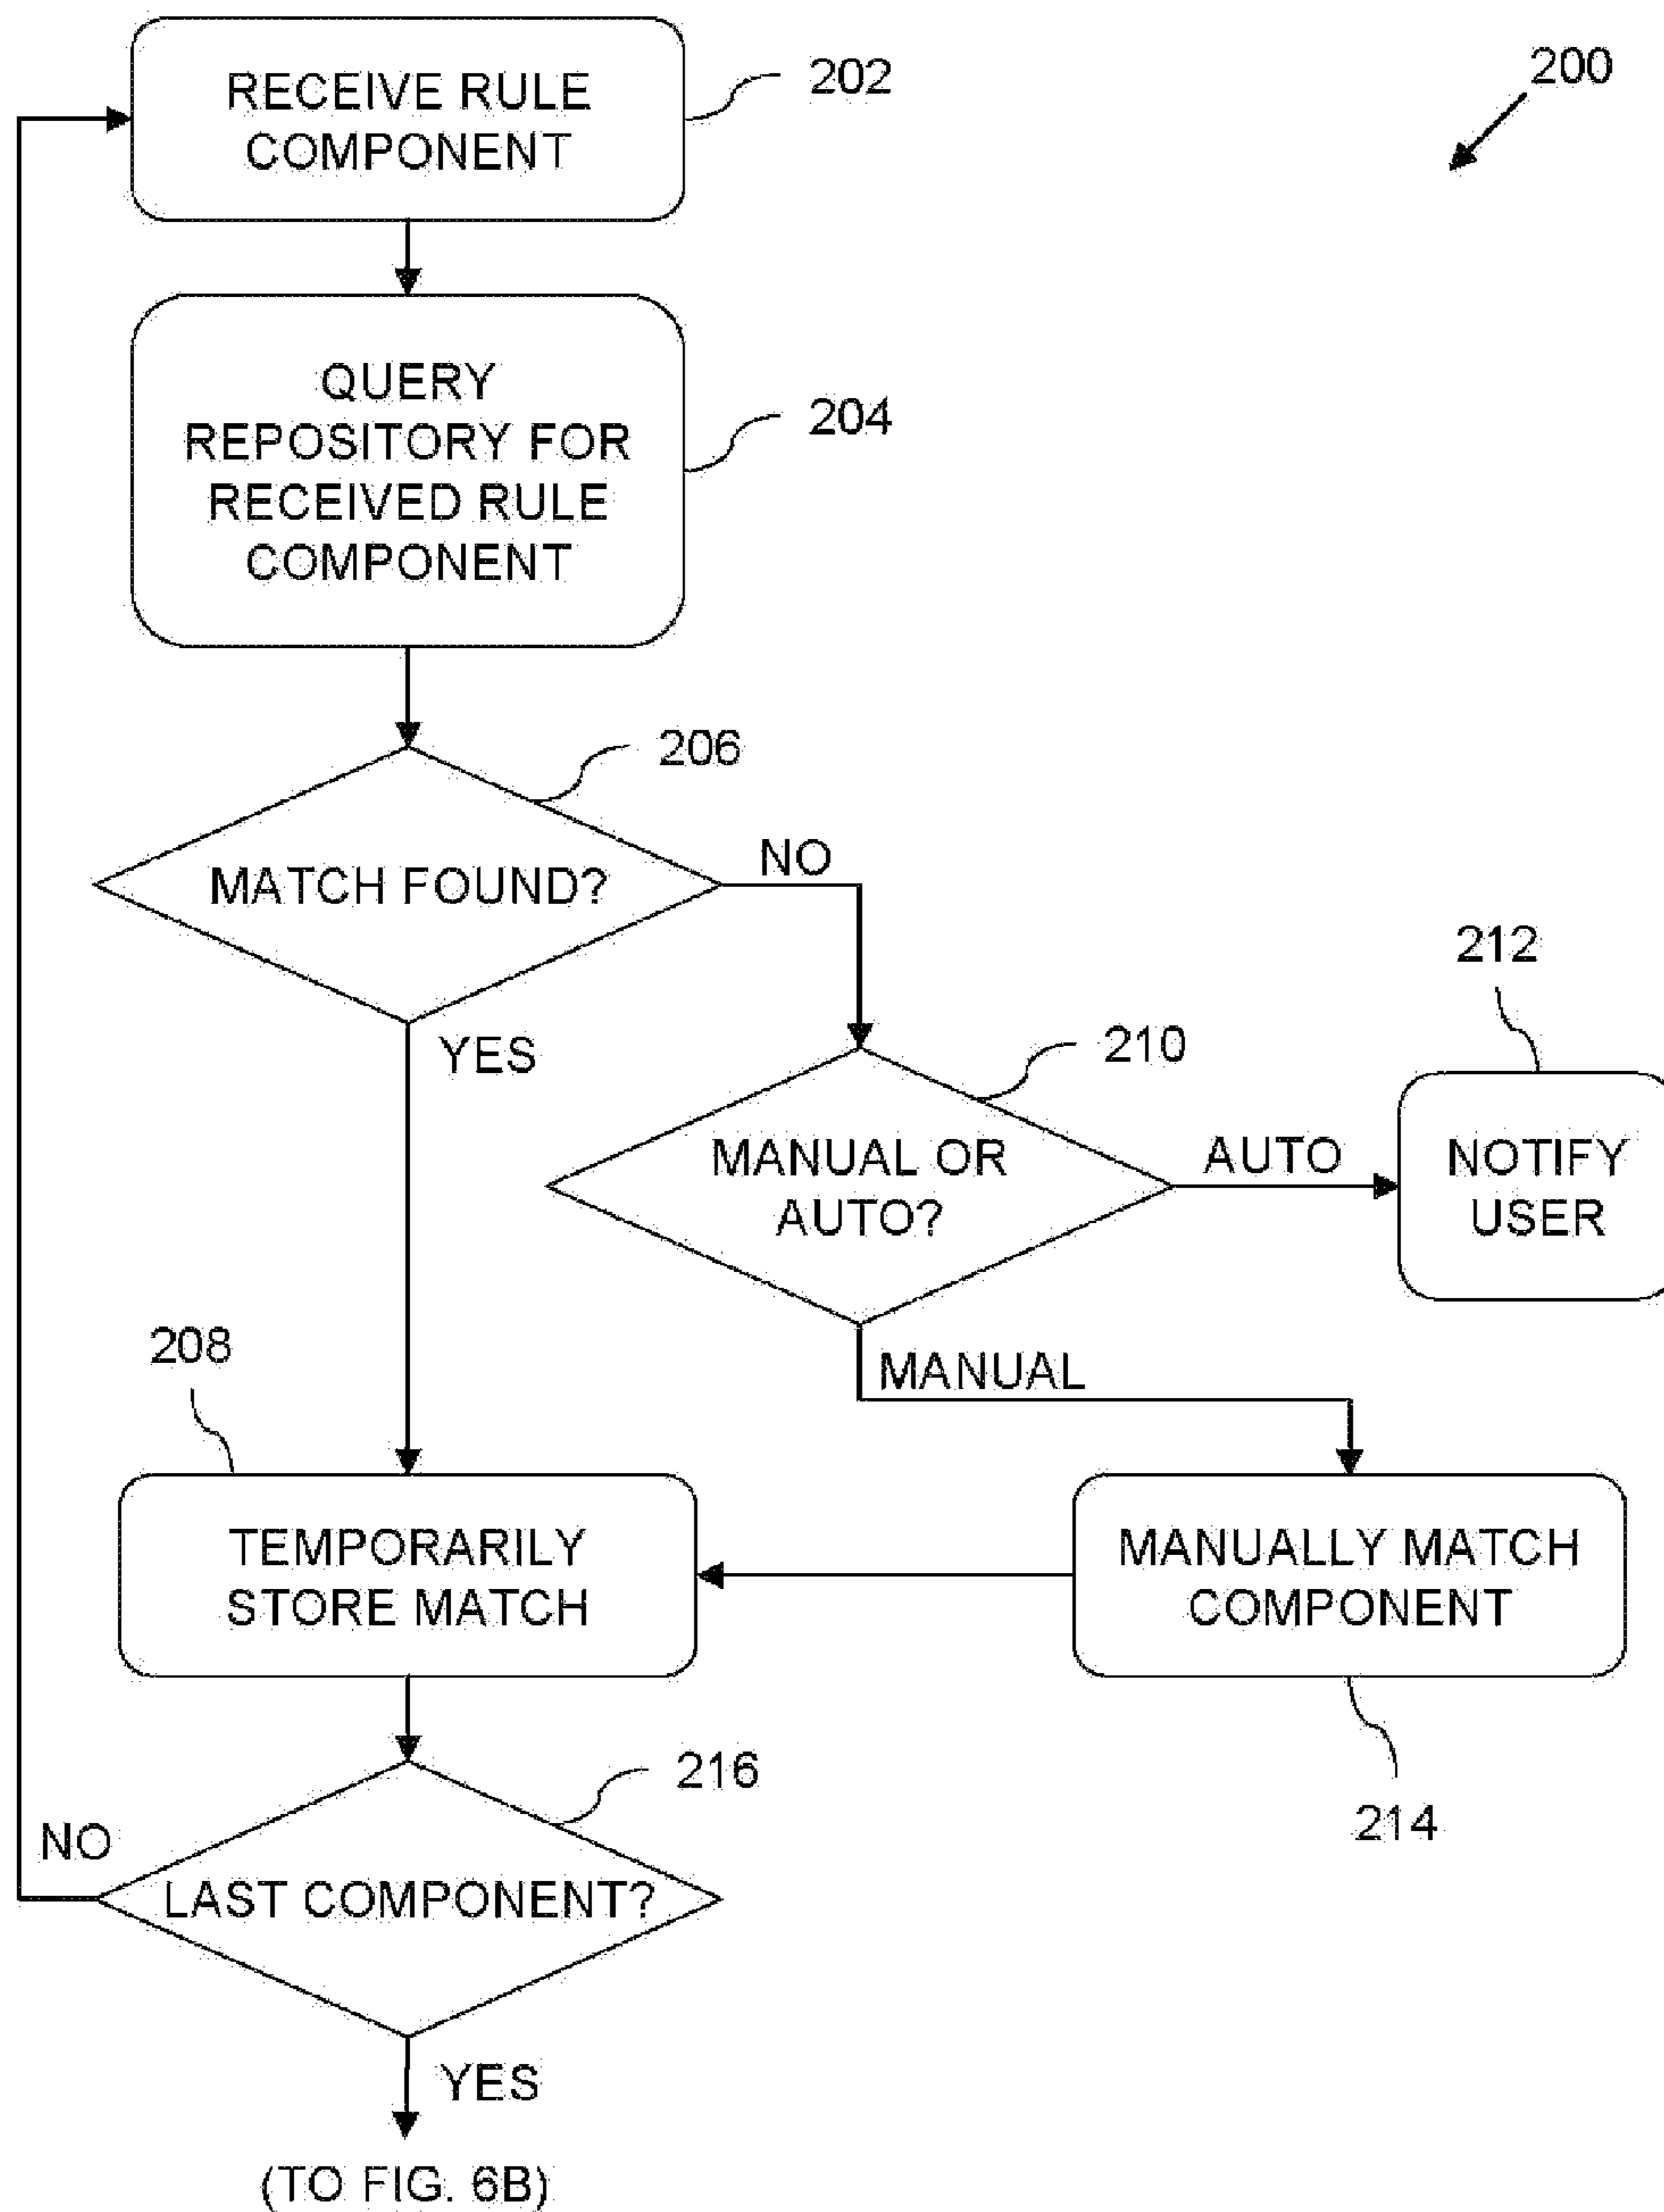 200
RECEIVE RULE
COMPONENT
202
QUERY
REPOSITORY FOR
RECEIVED RULE
COMPONENT
204
206
MATCH FOUND?
NO
YES
212
210
MANUAL OR
AUTO?
AUTO
NOTIFY
USER
MANUAL
208
TEMPORARILY
STORE MATCH
MANUALLY MATCH
COMPONENT
214
216
NO
LAST COMPONENT?
YES
(TO FIG. 6B)